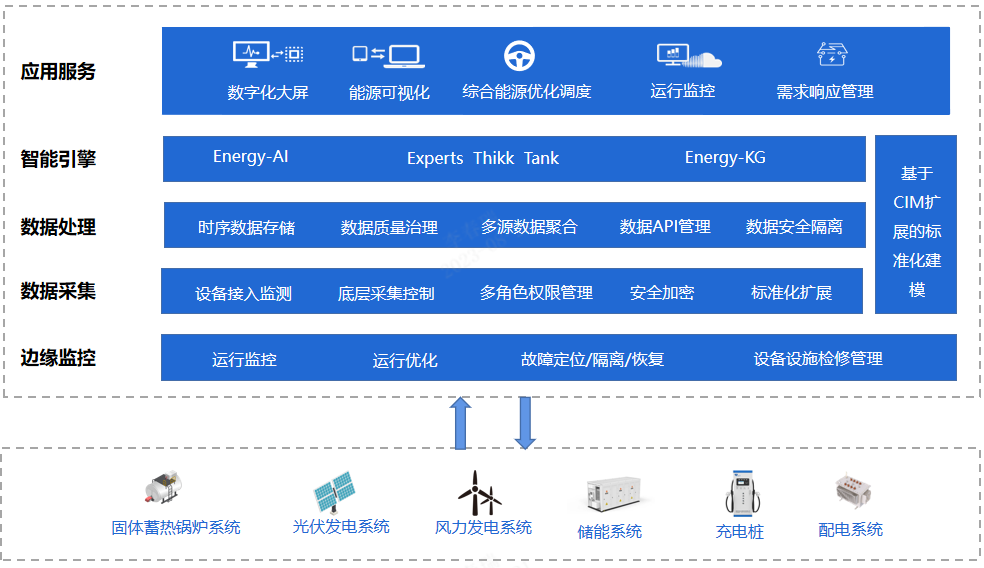 应用服务
数字化大屏 能源可视化 综合能源优化调度 运行监控 需求响应管理
智能引擎
Energy-AI Experts Thikk Tank Energy-KG
数据处理
时序数据存储 数据质量治理 多源数据聚合 数据API管理 数据安全隔离
数据采集
设备接入监测 底层采集控制 多角色权限管理 安全加密 标准化扩展
基于
CIM扩
展的标
准化建
模
边缘监控
运行监控 运行优化 故障定位/隔离/恢复 设备设施检修管理
固体蓄热锅炉系统 光伏发电系统 风力发电系统 储能系统 充电桩 配电系统